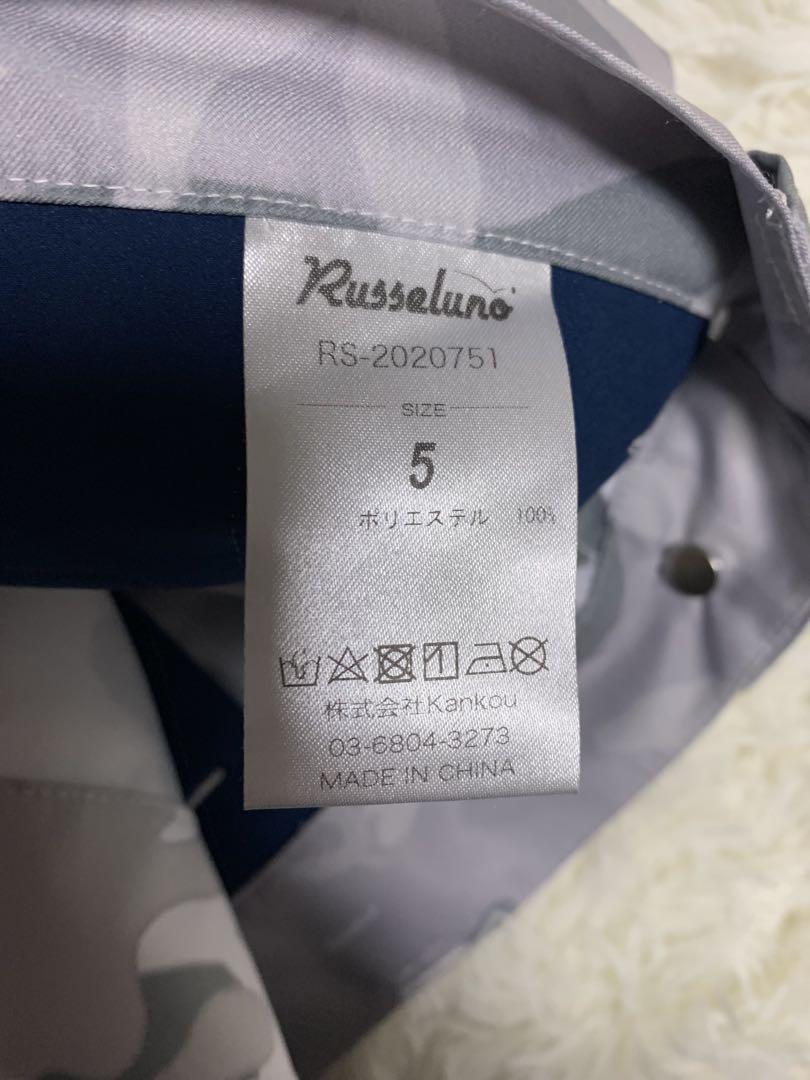 Russeluno
RS-2020751
SIZE
5
ポリエステル 100%
株式会社Kankou
03-6804-3273
MADE IN CHINA